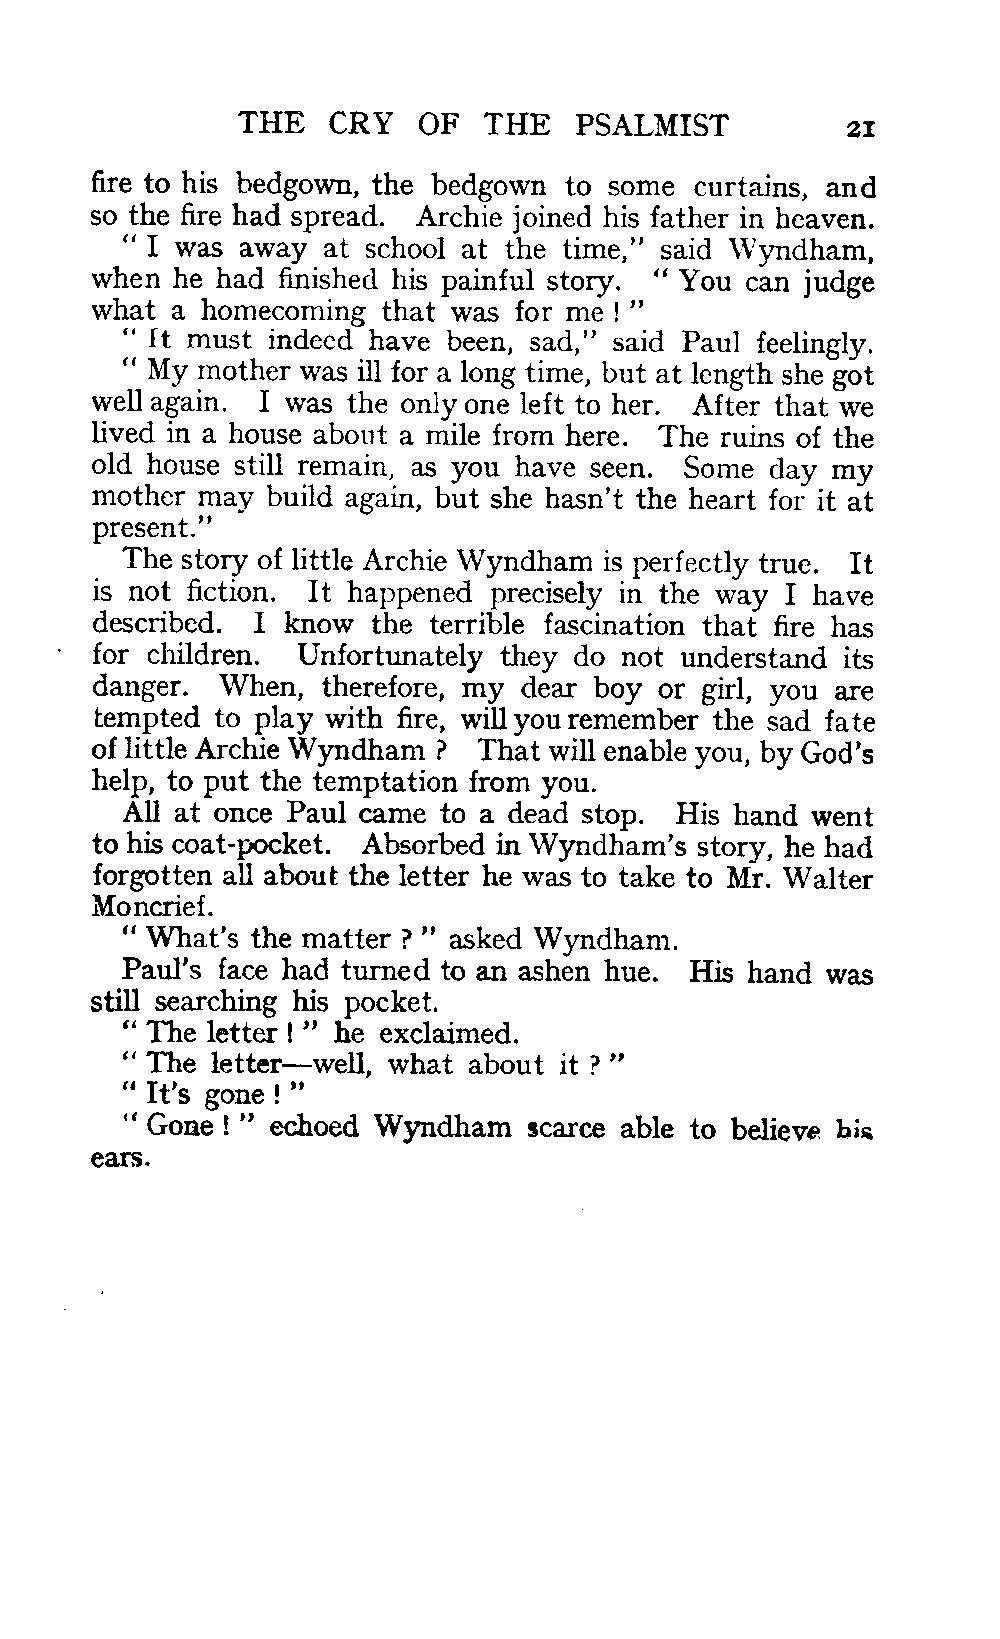 THE CRY OF THE PSALMIST 21
fire to his bedgown, the bedgown to some curtains, and
so the fire had spread. Archie joined his father in heaven.
" I was away at school at the time," said Wyndham,
when he had finished his painful story. " You can judge
what a homecoming that was for me ! "
" It must indeed have been, sad," said Paul feelingly.
" My mother was ill for a long time, but at length she got
well again. I was the only one left to her. After that we
lived in a house about a mile from here. The ruins of the
old house still remain, as you have seen. Some day my
mother may build again, but she hasn't the heart for it at
present."
The story of little Archie Wyndham is perfectly true. It
is not fiction. It happened precisely in the way I have
described. I know the terrible fascination that fire has
for children. Unfortunately they do not understand its
danger. When, therefore, my dear boy or girl, you are
tempted to play with fire, will you remember the sad fate
of little Archie Wyndham ? That will enable you, by God's
help, to put the temptation from you.
All at once Paul came to a dead stop. His hand went
to his coat-pocket. Absorbed in Wyndham's story, he had
forgotten all about the letter he was to take to Mr. Walter
Moncrief.
" What's the matter ? " asked Wyndham.
Paul's face had turned to an ashen hue. His hand was
still searching his pocket.
" The letter ! " he exclaimed.
" The letter—well, what about it ? "
" It's gone ! "
" Gone ! " echoed Wyndham scarce able to believe his
ears.